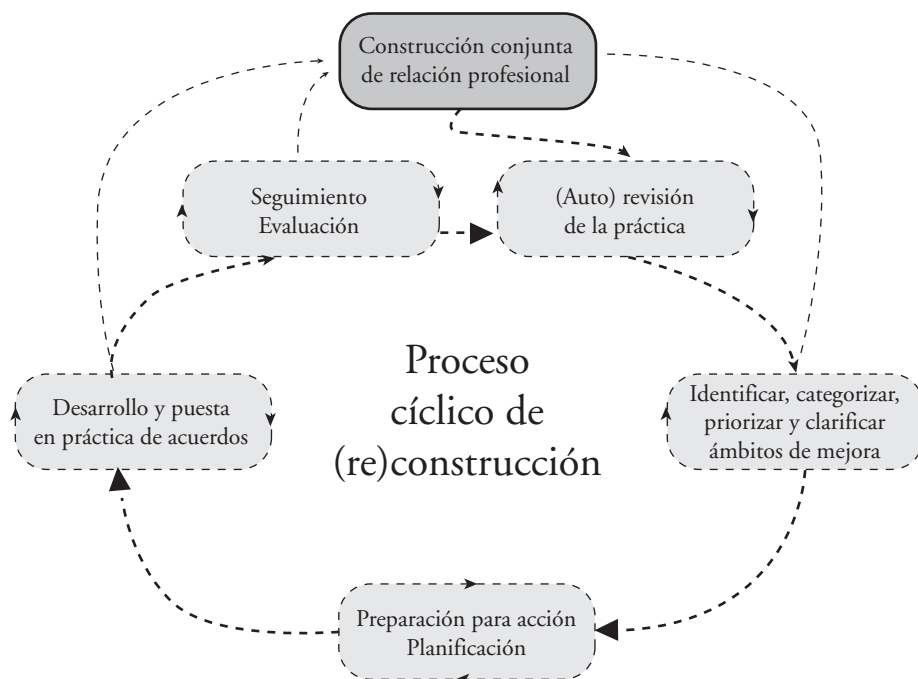 Construcción conjunta
de relación profesional
Seguimiento
Evaluación
(Auto) revisión
de la práctica
Proceso
cíclico de
(re)construcción
Desarrollo y puesta
en práctica de acuerdos
Identificar, categorizar,
priorizar y clarificar
ámbitos de mejora
Preparación para acción
Planificación